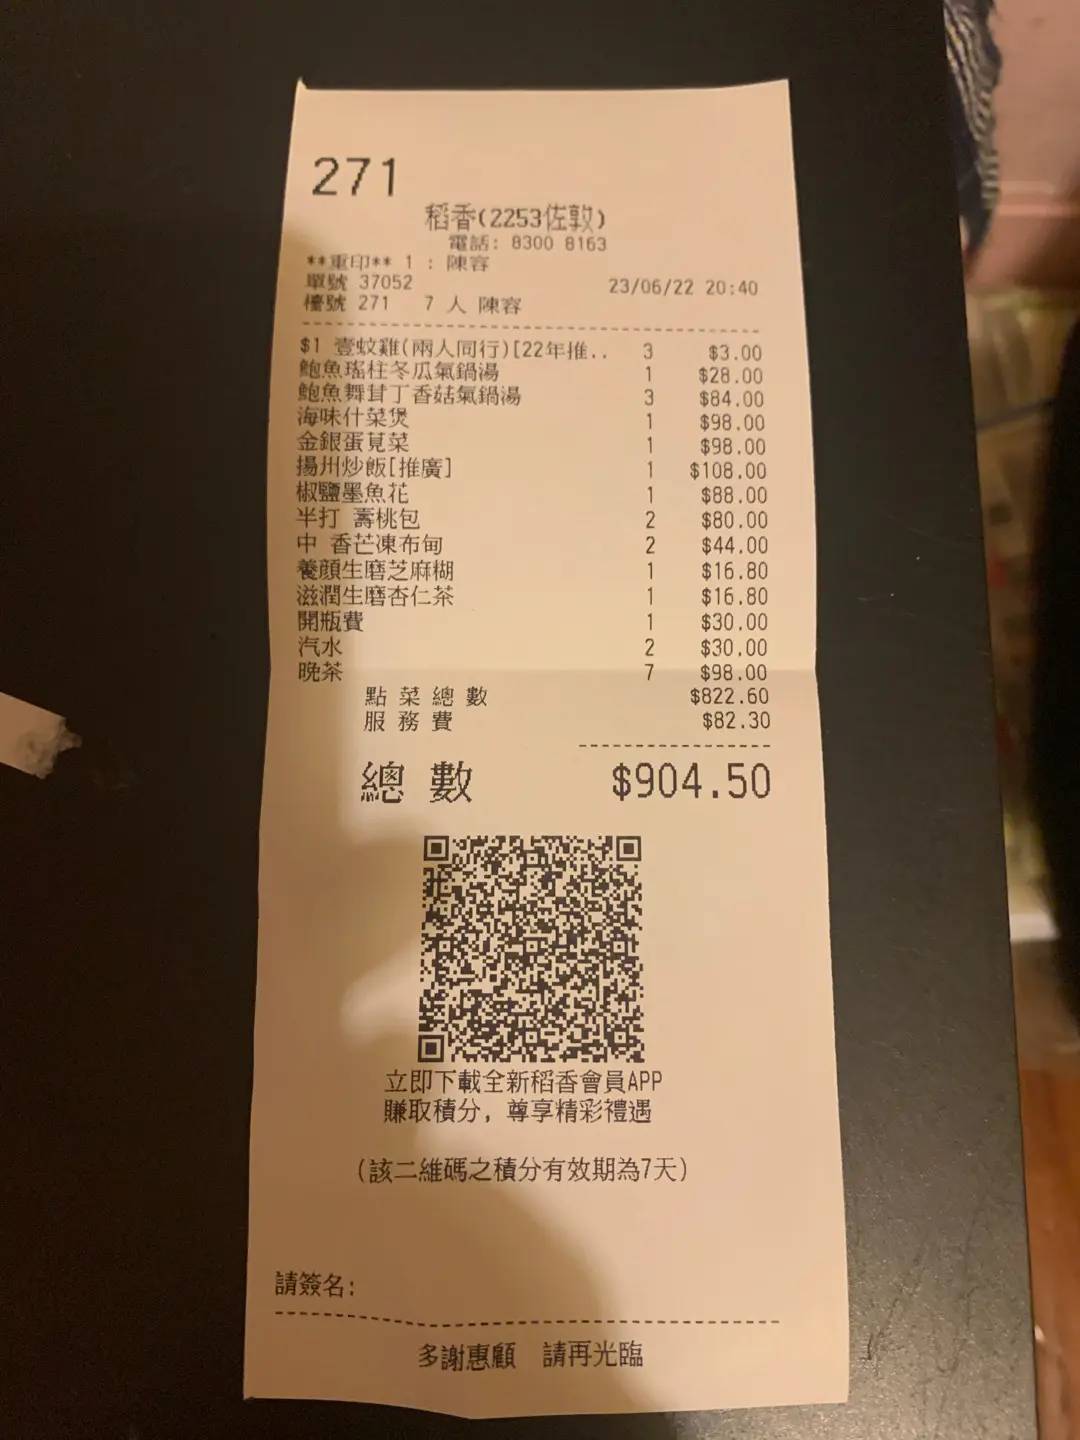 271
稻香(2253佐敦)
電話: 8300 8163
**重印** 1 : 陳容
單號 37052 23/06/22 20:40
檯號 271 7 人 陳容
$1 壹蚊雞(兩人同行)[22年推.. 3 $3.00
鮑魚瑤柱冬瓜氣鍋湯 1 $28.00
鮑魚舞茸丁香菇氣鍋湯 3 $84.00
海味什菜煲 1 $98.00
金銀蛋莧菜 1 $98.00
揚州炒飯[推廣] 1 $108.00
椒鹽墨魚花 1 $88.00
半打 壽桃包 2 $80.00
中 香芒凍布甸 2 $44.00
養顏生磨芝麻糊 1 $16.80
滋潤生磨杏仁茶 1 $16.80
開瓶費 1 $30.00
汽水 2 $30.00
晚茶 7 $98.00
點菜總數 $822.60
服務費 $82.30
總數 $904.50
立即下載全新稻香會員APP
賺取積分, 尊享精彩禮遇
(該二維碼之積分有效期為7天)
請簽名:
多謝惠顧 請再光臨